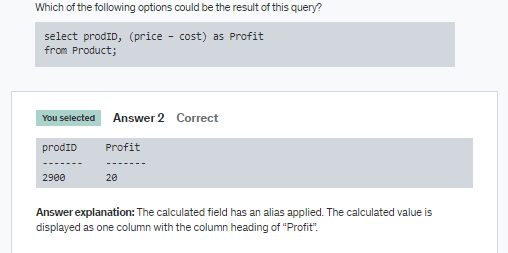 Which of the following options could be the result of this query?
select prodID, (price - cost) as Profit
from Product;
You selected Answer 2 Correct
prodID Profit
------- -------
2900 20
Answer explanation: The calculated field has an alias applied. The calculated value is
displayed as one column with the column heading of “Profit”.